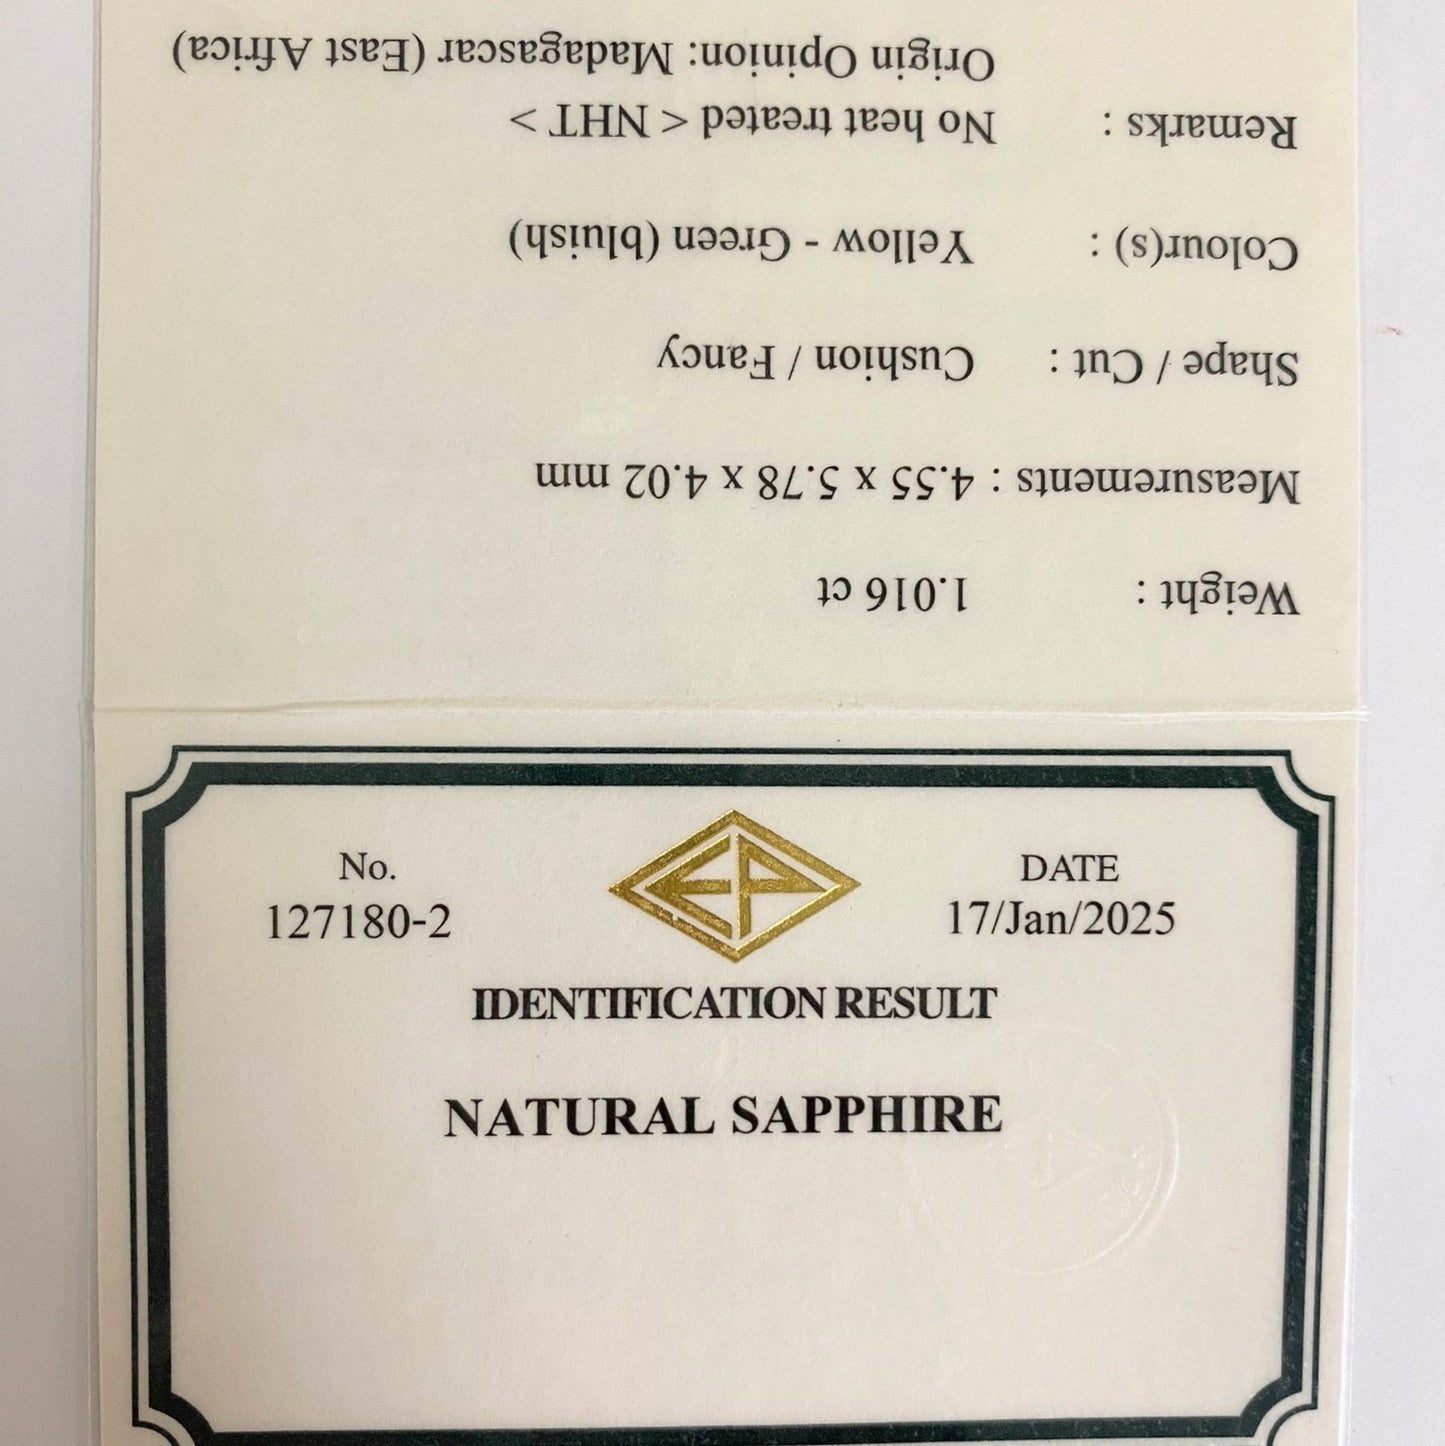 Weight : 1.016 ct
Measurements : 4.55 x 5.78 x 4.02 mm
Shape / Cut : Cushion / Fancy
Colour(s) : Yellow - Green (bluish)
Remarks : No heat treated < NHT >
Origin Opinion: Madagascar (East Africa)
No.
127180-2
EP
DATE
17/Jan/2025
IDENTIFICATION RESULT
NATURAL SAPPHIRE